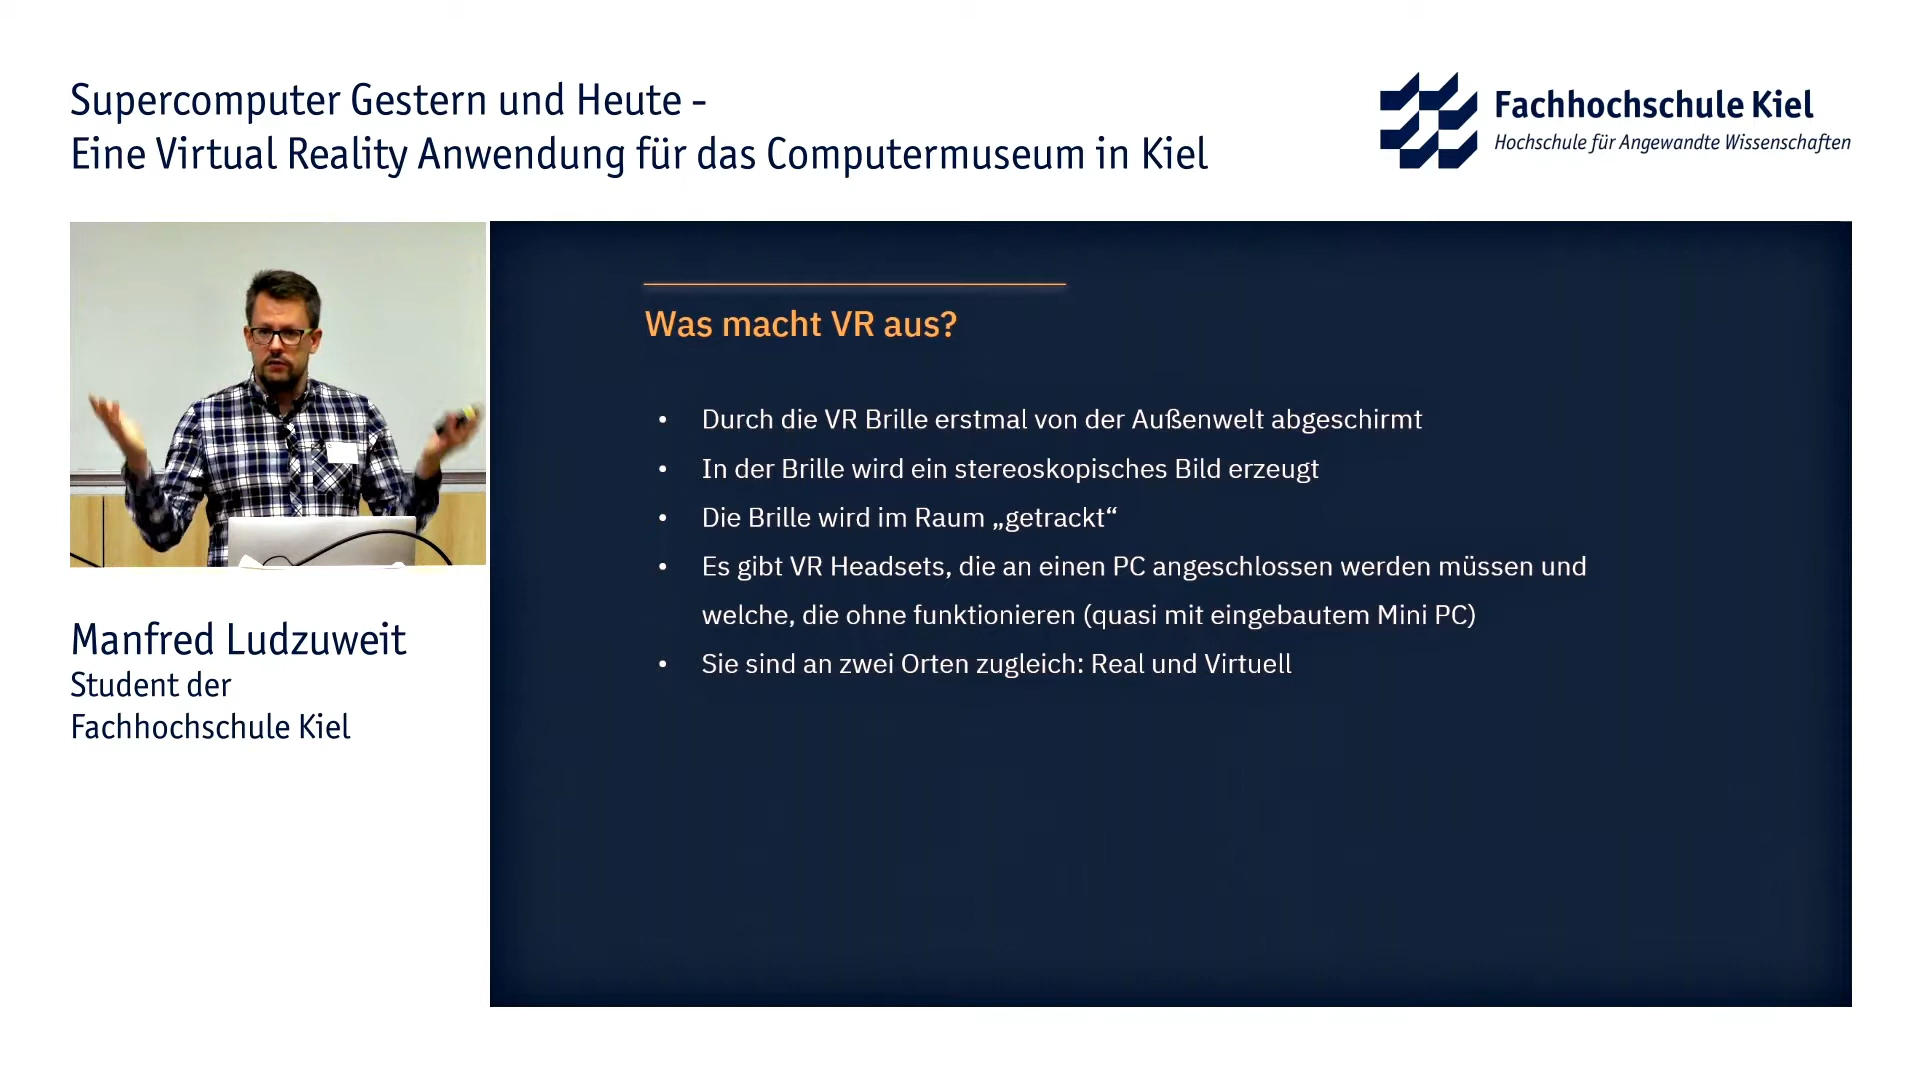 Supercomputer Gestern und Heute -
Eine Virtual Reality Anwendung für das Computermuseum in Kiel
Fachhochschule Kiel
Hochschule für Angewandte Wissenschaften
Was macht VR aus?
• Durch die VR Brille erstmal von der Außenwelt abgeschirmt
• In der Brille wird ein stereoskopisches Bild erzeugt
• Die Brille wird im Raum „getrackt“
• Es gibt VR Headsets, die an einen PC angeschlossen werden müssen und
welche, die ohne funktionieren (quasi mit eingebautem Mini PC)
• Sie sind an zwei Orten zugleich: Real und Virtuell
Manfred Ludzuweit
Student der
Fachhochschule Kiel